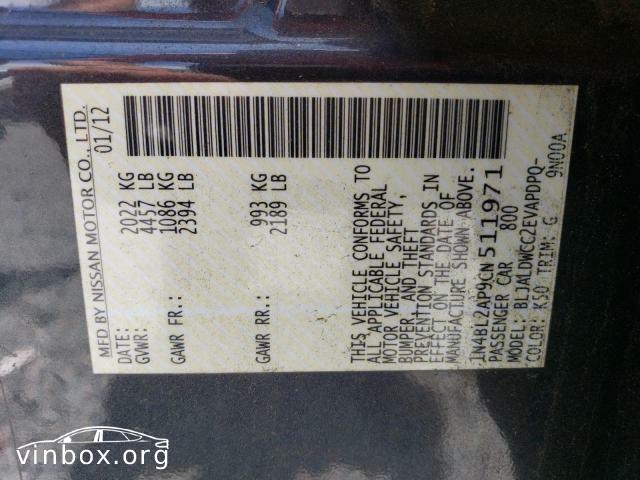 MFD BY NISSAN MOTOR CO., LTD.
DATE: 01/12
GVWR: 2022 KG
4457 LB
GAWR FR.: 1086 KG
2394 LB
GAWR RR.: 993 KG
2189 LB
THIS VEHICLE CONFORMS TO
ALL APPLICABLE FEDERAL
MOTOR VEHICLE SAFETY,
BUMPER, AND THEFT
PREVENTION STANDARDS IN
EFFECT ON THE DATE OF
MANUFACTURE SHOWN ABOVE.
1N4BL2AP9CN511971
PASSENGER CAR 800
MODEL: BLJALDWCC2EVAPDPQ-
COLOR: K50 TRIM: G 9N00A
vinbox.org